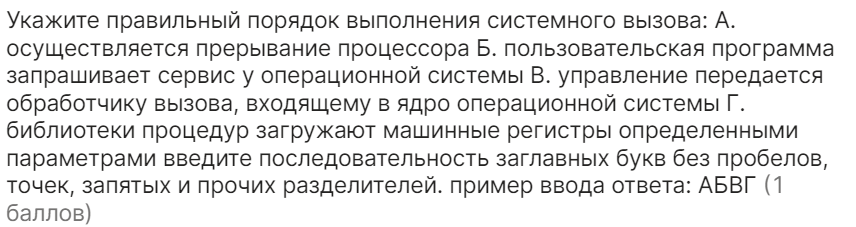 Укажите правильный порядок выполнения системного вызова: А.
осуществляется прерывание процессора Б. пользовательская программа
запрашивает сервис у операционной системы В. управление передается
обработчику вызова, входящему в ядро операционной системы Г.
библиотеки процедур загружают машинные регистры определенными
параметрами введите последовательность заглавных букв без пробелов,
точек, запятых и прочих разделителей. пример ввода ответа: АБВГ (1
баллов)